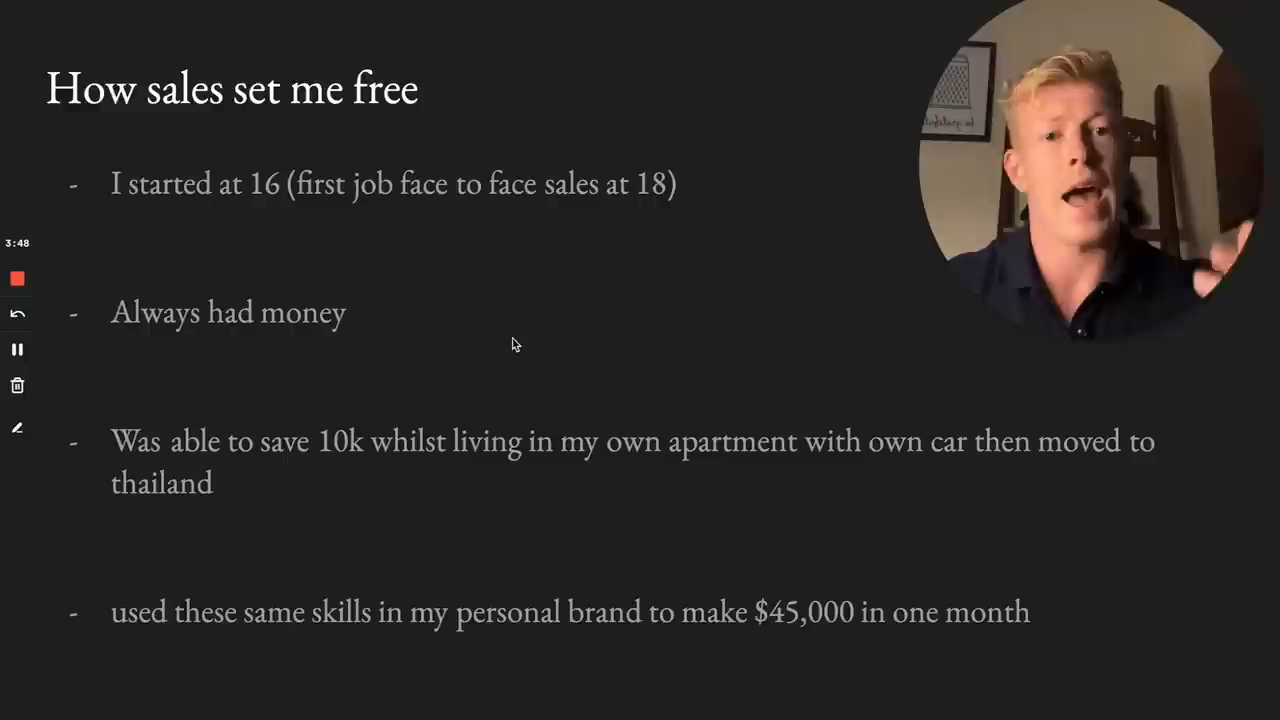 How sales set me free
- I started at 16 (first job face to face sales at 18)
3:48
- Always had money
- Was able to save 10k whilst living in my own apartment with own car then moved to
thailand
- used these same skills in my personal brand to make $45,000 in one month